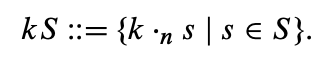 kS ::= {k ·ₙ s | s ∈ S}.